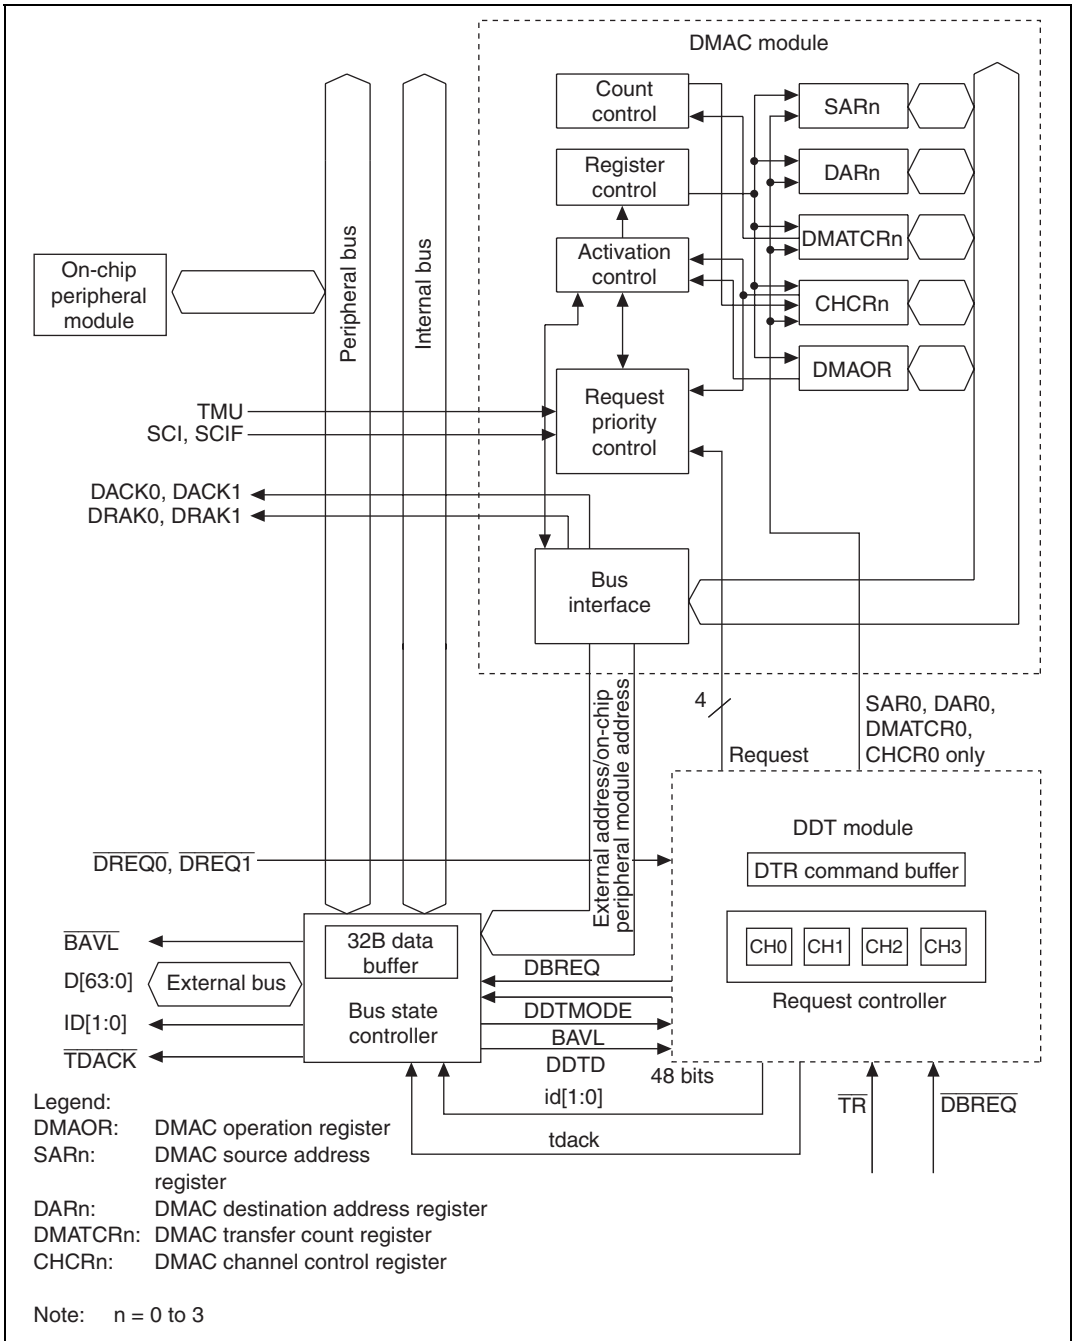 DMAC module
Count
control
SARn
Register
control
DARn
DMATCRn
Activation
control
CHCRn
DMAOR
On-chip
peripheral
module
Peripheral bus
Internal bus
Request
priority
control
TMU
SCI, SCIF
DACK0, DACK1
DRAK0, DRAK1
Bus
interface
External address/on-chip
peripheral module address
4
Request
SAR0, DAR0,
DMATCR0,
CHCR0 only
DDT module
DTR command buffer
CH0 CH1 CH2 CH3
Request controller
DREQ0, DREQ1
32B data
buffer
Bus state
controller
BAVL
D[63:0]
External bus
ID[1:0]
TDACK
DBREQ
DDTMODE
BAVL
DDTD
48 bits
id[1:0]
tdack
TR
DBREQ
Legend:
DMAOR: DMAC operation register
SARn: DMAC source address
register
DARn: DMAC destination address register
DMATCRn: DMAC transfer count register
CHCRn: DMAC channel control register
Note: n = 0 to 3